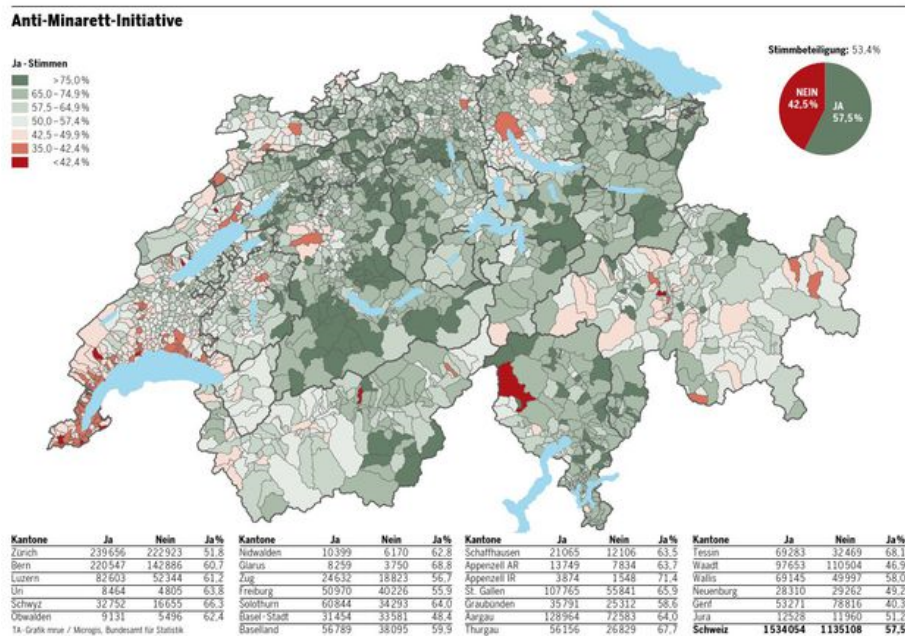 Anti-Minarett-Initiative
Ja - Stimmen
>75,0%
65,0 – 74,9%
57,5 – 64,9%
50,0 – 57,4%
42,5 – 49,9%
35,0 – 42,4%
<42,4%
Stimmbeteiligung: 53.4%
NEIN
42,5%
JA
57,5%
Kantone Ja Nein Ja%
Zürich 239656 222923 51,8
Bern 220547 142886 60,7
Luzern 82603 52344 61,2
Uri 8464 4805 63,8
Schwyz 32752 16655 66,3
Obwalden 9131 5496 62,4
Kantone Ja Nein Ja%
Nidwalden 10399 6170 62,8
Glarus 8259 3750 68,8
Zug 24632 18823 56,7
Freiburg 50970 40226 55,9
Solothurn 60844 34293 64,0
Basel-Stadt 31454 33581 48,4
Baselland 56789 38095 59,9
Kantone Ja Nein Ja%
Schaffhausen 21065 12106 63,5
Appenzell AR 13749 7834 63,7
Appenzell IR 3874 1548 71,4
St. Gallen 107765 55841 65,9
Graubünden 35791 25312 58,6
Aargau 128964 72583 64,0
Thurgau 56156 26829 67,7
Kantone Ja Nein Ja%
Tessin 69283 32469 68,1
Waadt 97653 110504 46,9
Wallis 69145 49997 58,0
Neuenburg 28310 29262 49,2
Genf 53271 78816 40,3
Jura 12528 11960 51,2
Schweiz 1534054 1135108 57,5
TA-Grafik mrue / Microgis, Bundesamt für Statistik